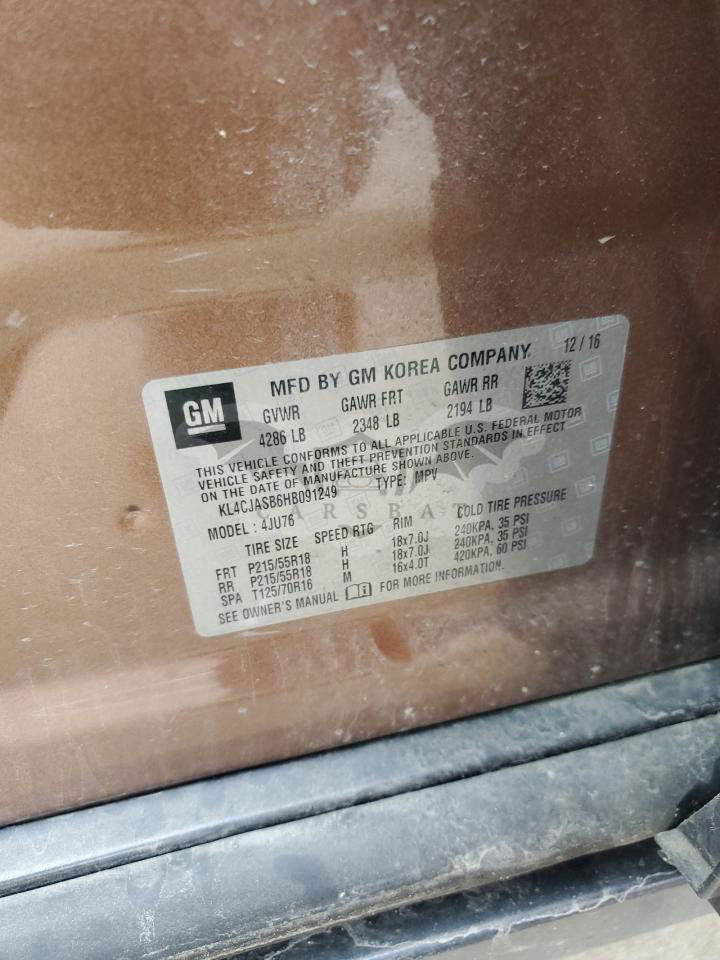 MFD BY GM KOREA COMPANY 12 / 16
GM
GVWR GAWR FRT GAWR RR
4286 LB 2348 LB 2194 LB
THIS VEHICLE CONFORMS TO ALL APPLICABLE U.S. FEDERAL MOTOR
VEHICLE SAFETY AND THEFT PREVENTION STANDARDS IN EFFECT
ON THE DATE OF MANUFACTURE SHOWN ABOVE.
KL4CJASB6HB091249 TYPE: MPV
MODEL: 4JU76
TIRE SIZE SPEED RTG RIM COLD TIRE PRESSURE
FRT P215/55R18 H 18x7.0J 240KPA, 35 PSI
RR P215/55R18 H 18x7.0J 240KPA, 35 PSI
SPA T125/70R16 M 16x4.0T 420KPA, 60 PSI
SEE OWNER'S MANUAL FOR MORE INFORMATION.